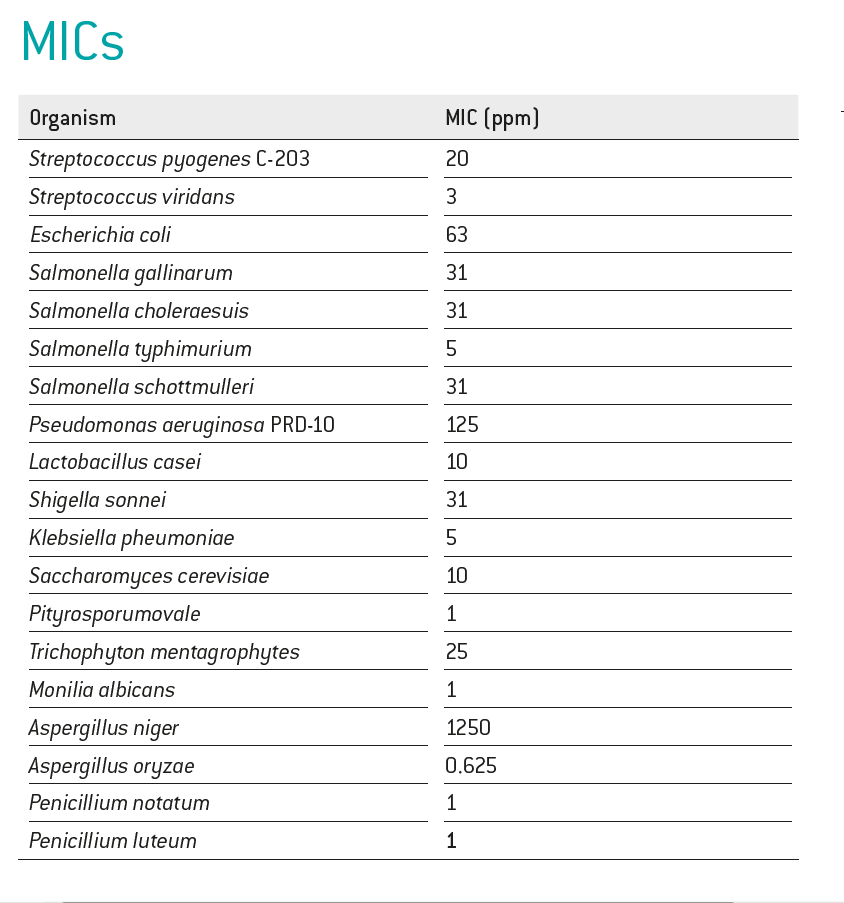 MICs
Organism MIC (ppm)
Streptococcus pyogenes C-203 20
Streptococcus viridans 3
Escherichia coli 63
Salmonella gallinarum 31
Salmonella choleraesuis 31
Salmonella typhimurium 5
Salmonella schottmulleri 31
Pseudomonas aeruginosa PRD-10 125
Lactobacillus casei 10
Shigella sonnei 31
Klebsiella pheumoniae 5
Saccharomyces cerevisiae 10
Pityrosporumovale 1
Trichophyton mentagrophytes 25
Monilia albicans 1
Aspergillus niger 1250
Aspergillus oryzae 0.625
Penicillium notatum 1
Penicillium luteum 1